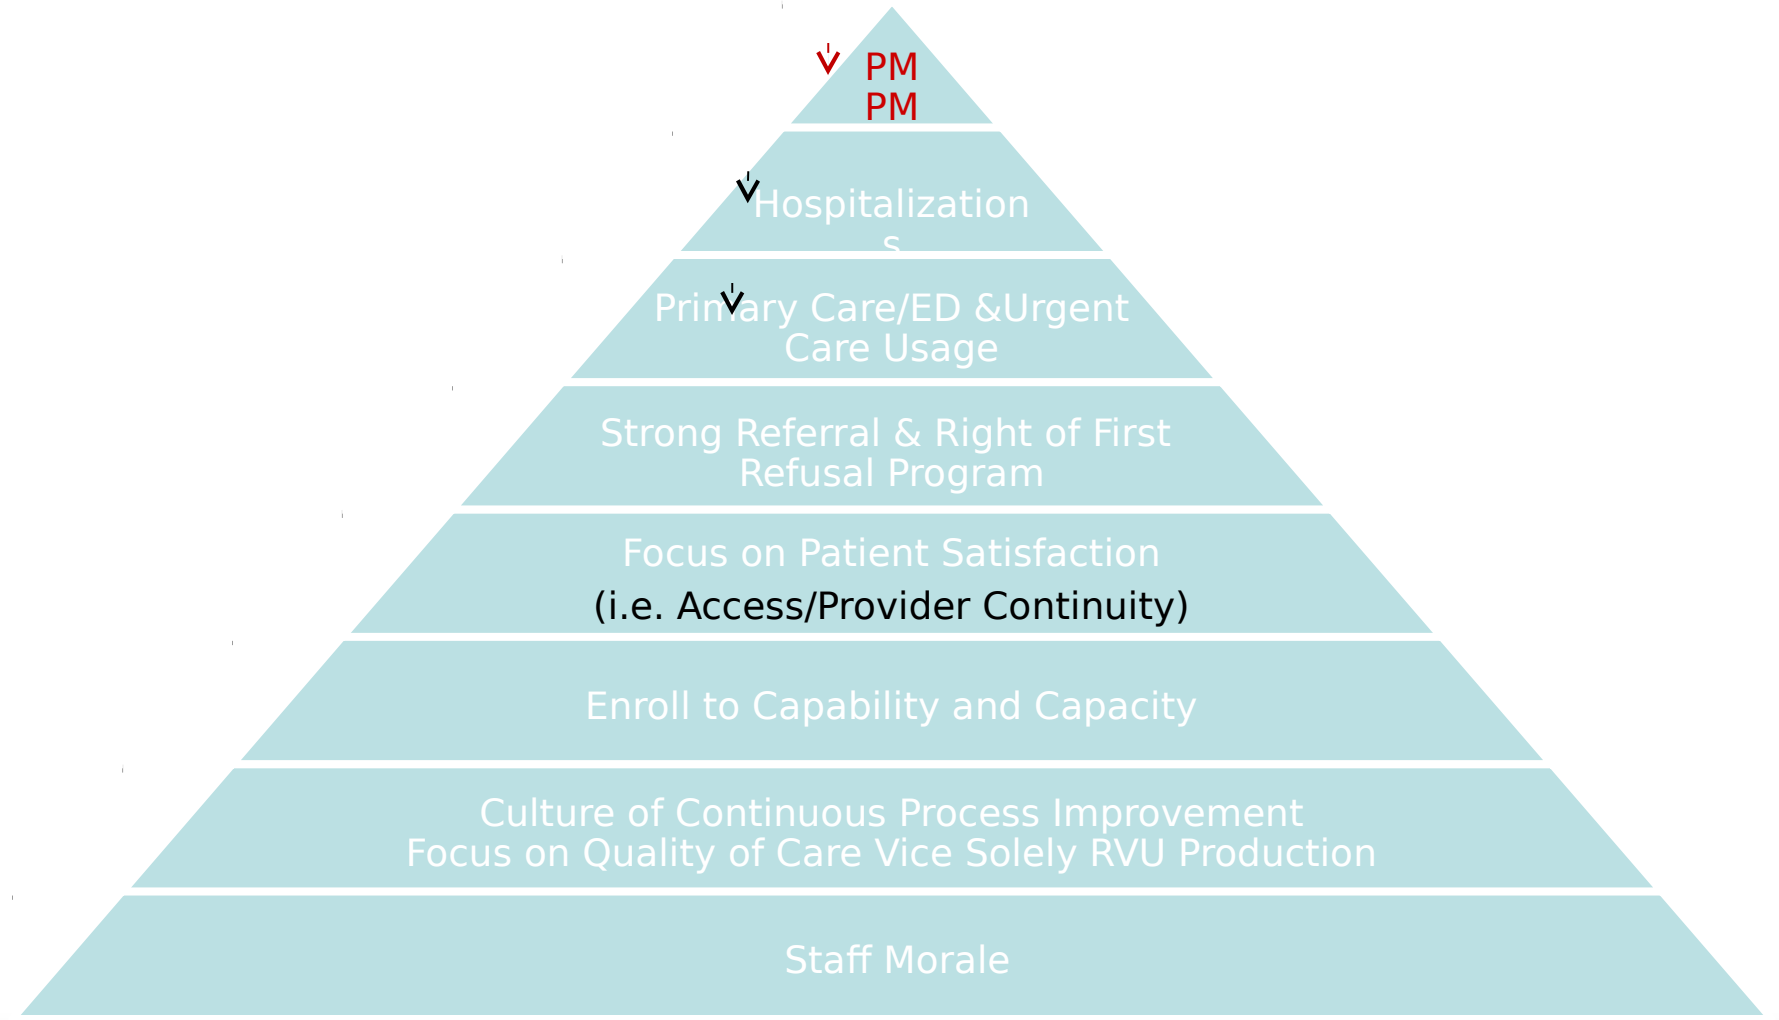 PM
PM
Hospitalization
s
Primary Care/ED &Urgent
Care Usage
Strong Referral & Right of First
Refusal Program
Focus on Patient Satisfaction
(i.e. Access/Provider Continuity)
Enroll to Capability and Capacity
Culture of Continuous Process Improvement
Focus on Quality of Care Vice Solely RVU Production
Staff Morale